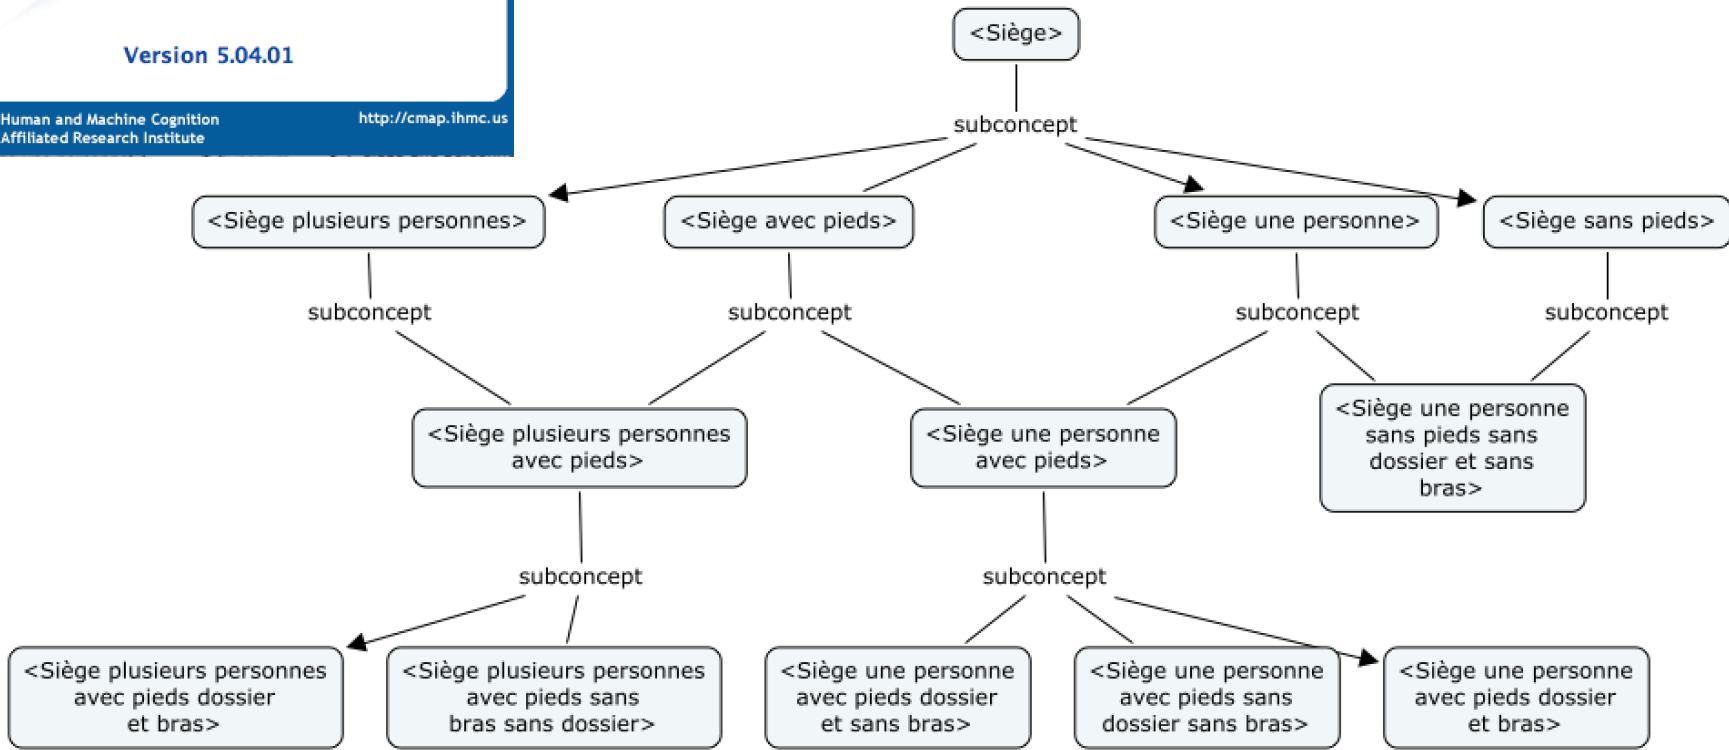 Version 5.04.01
Human and Machine Cognition
Affiliated Research Institute
http://cmap.ihmc.us
<Siège>
subconcept
<Siège plusieurs personnes>
<Siège avec pieds>
<Siège une personne>
<Siège sans pieds>
subconcept
subconcept
subconcept
subconcept
<Siège plusieurs personnes
avec pieds>
<Siège une personne
avec pieds>
<Siège une personne
sans pieds sans
dossier et sans
bras>
subconcept
subconcept
<Siège plusieurs personnes
avec pieds dossier
et bras>
<Siège plusieurs personnes
avec pieds sans
bras sans dossier>
<Siège une personne
avec pieds dossier
et sans bras>
<Siège une personne
avec pieds sans
dossier sans bras>
<Siège une personne
avec pieds dossier
et bras>